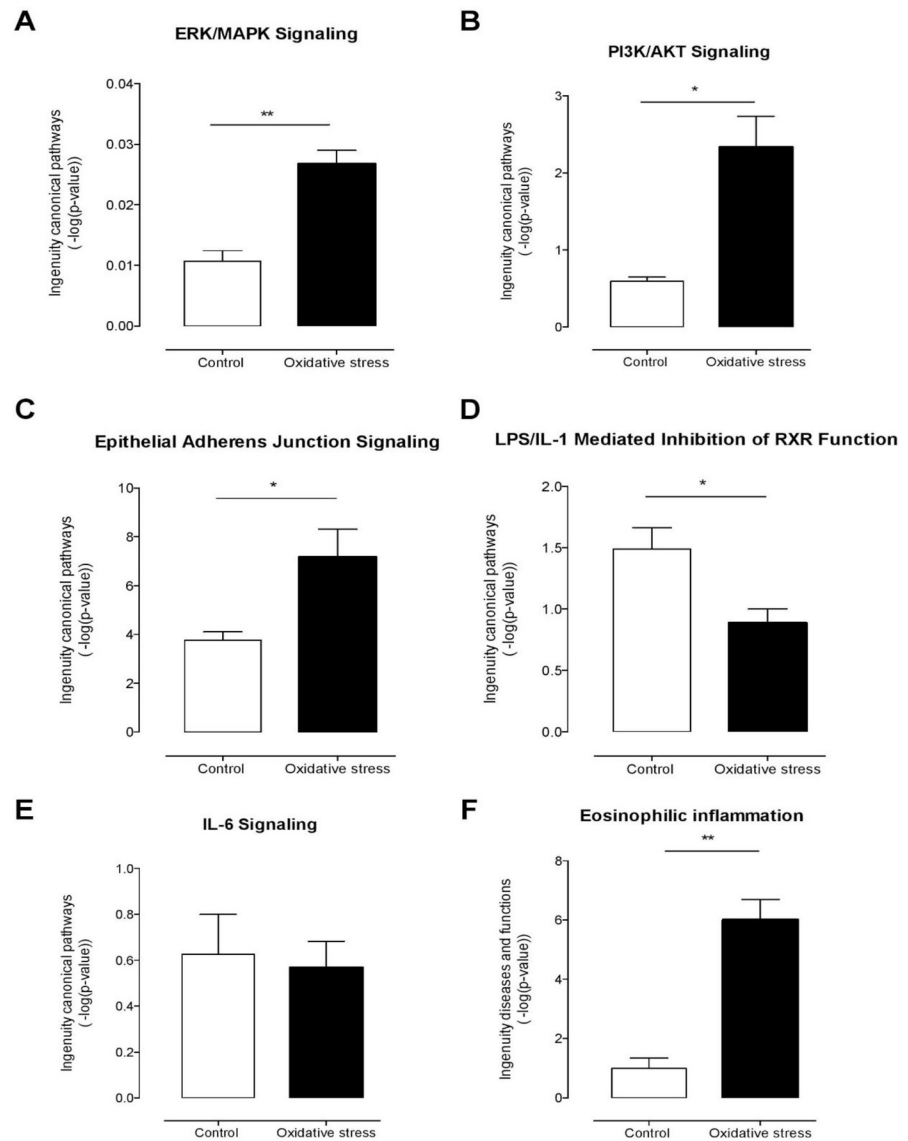 A
ERK/MAPK Signaling
Ingenuity canonical pathways
( -log(p-value))
0.04
0.03
0.02
0.01
0.00
**
Control
Oxidative stress
B
PI3K/AKT Signaling
Ingenuity canonical pathways
( -log(p-value))
3
2
1
0
*
Control
Oxidative stress
C
Epithelial Adherens Junction Signaling
Ingenuity canonical pathways
( -log(p-value))
10
8
6
4
2
0
*
Control
Oxidative stress
D
LPS/IL-1 Mediated Inhibition of RXR Function
Ingenuity canonical pathways
( -log(p-value))
2.0
1.5
1.0
0.5
0.0
*
Control
Oxidative stress
E
IL-6 Signaling
Ingenuity canonical pathways
( -log(p-value))
1.0
0.8
0.6
0.4
0.2
0.0
Control
Oxidative stress
F
Eosinophilic inflammation
Ingenuity diseases and functions
( -log(p-value))
8
6
4
2
0
**
Control
Oxidative stress